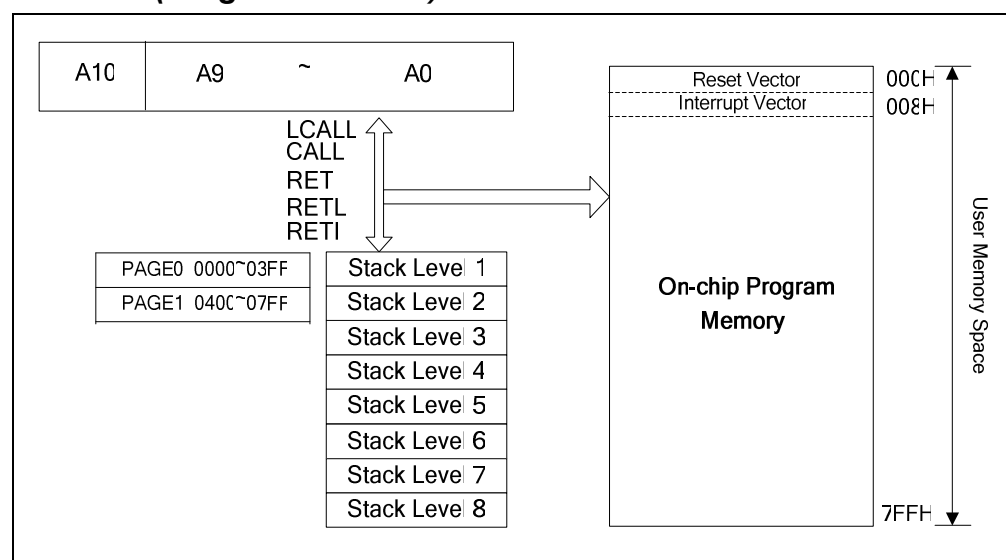 A10 A9 ~ A0
LCALL
CALL
RET
RETL
RETI
PAGE0 0000~03FF
PAGE1 0400~07FF
Stack Level 1
Stack Level 2
Stack Level 3
Stack Level 4
Stack Level 5
Stack Level 6
Stack Level 7
Stack Level 8
Reset Vector
000H
Interrupt Vector
008H
On-chip Program
Memory
7FFH
User Memory Space